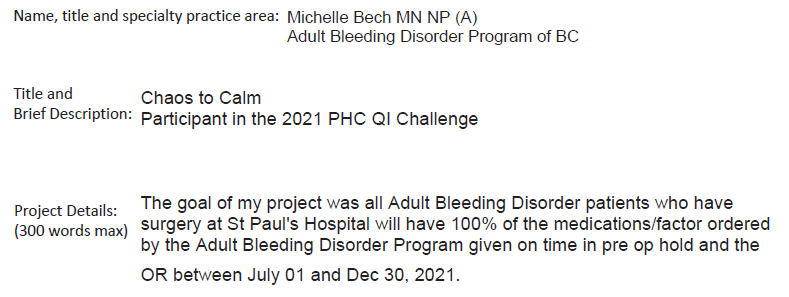 Name, title and specialty practice area: Michelle Bech MN NP (A)
Adult Bleeding Disorder Program of BC
Title and
Brief Description: Chaos to Calm
Participant in the 2021 PHC QI Challenge
Project Details:
(300 words max)
The goal of my project was all Adult Bleeding Disorder patients who have
surgery at St Paul's Hospital will have 100% of the medications/factor ordered
by the Adult Bleeding Disorder Program given on time in pre op hold and the
OR between July 01 and Dec 30, 2021.